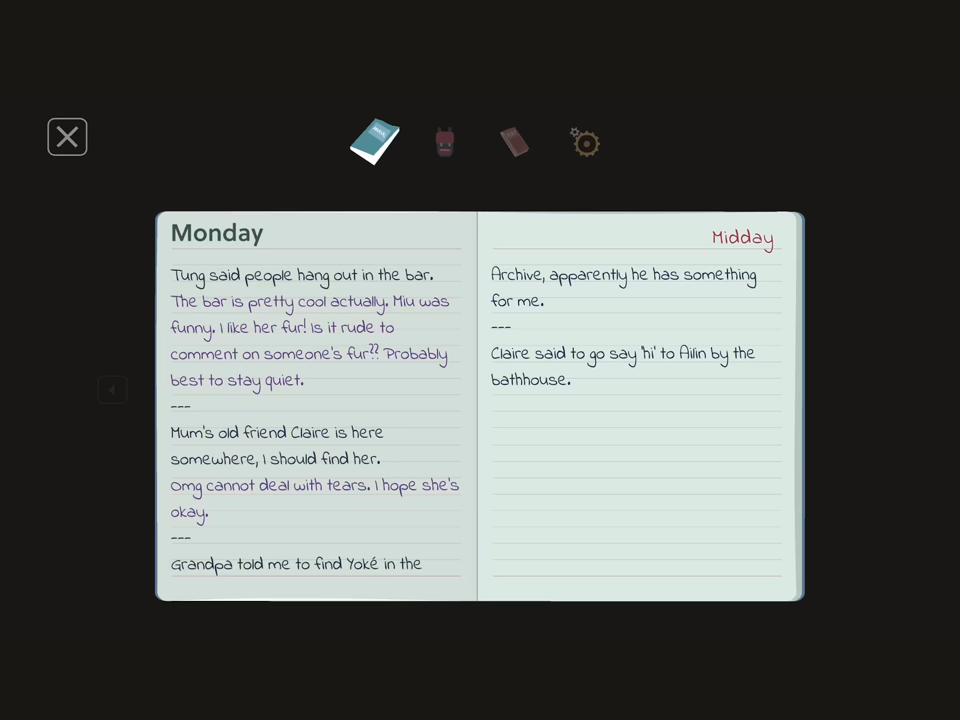 Monday
Tung said people hang out in the bar.
The bar is pretty cool actually. Miu was
funny. I like her fur! Is it rude to
comment on someone's fur?? Probably
best to stay quiet.
---
Mum's old friend Claire is here
somewhere, I should find her.
Omg cannot deal with tears. I hope she's
okay.
---
Grandpa told me to find Yoké in the
Midday
Archive, apparently he has something
for me.
---
Claire said to go say 'hi' to Ailin by the
bathhouse.